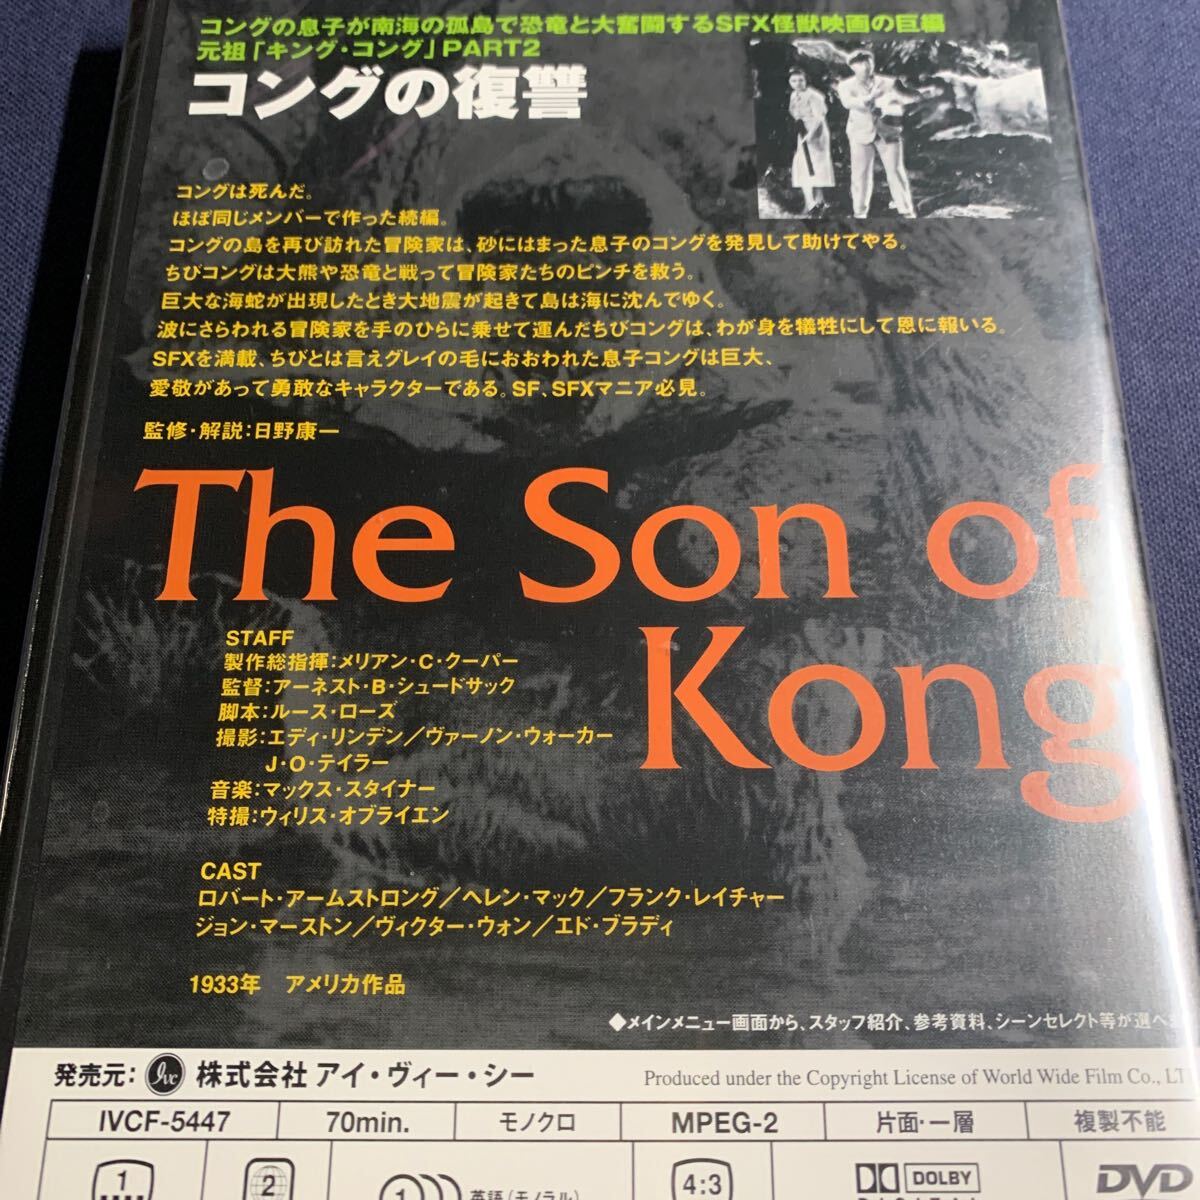 コングの息子が南海の孤島で恐竜と大奮闘するSFX怪獣映画の巨編
元祖「キング・コング」PART2
コングの復讐
コングは死んだ。
ほぼ同じメンバーで作った続編。
コングの島を再び訪れた冒険家は、砂にはまった息子のコングを発見して助けてやる。
ちびコングは大熊や恐竜と戦って冒険家たちのピンチを救う。
巨大な海蛇が出現したとき大地震が起きて島は海に沈んでゆく。
波にさらわれる冒険家を手のひらに乗せて運んだちびコングは、わが身を犠牲にして恩に報いる。
SFXを満載、ちびとは言えグレイの毛におおわれた息子コングは巨大、
愛敬があって勇敢なキャラクターである。SF、SFXマニア必見。
監修・解説:日野康一
The Son of
Kong
STAFF
製作総指揮:メリアン・C・クーパー
監督:アーネスト・B・シュードサック
脚本:ルース・ローズ
撮影:エディ・リンデン/ヴァーノン・ウォーカー
J・O・テイラー
音楽:マックス・スタイナー
特撮:ウィリス・オブライエン
CAST
ロバート・アームストロング/ヘレン・マック/フランク・レイチャー
ジョン・マーストン/ヴィクター・ウォン/エド・ブラディ
1933年 アメリカ作品
◆メインメニュー画面から、スタッフ紹介、参考資料、シーンセレクト等が選べま
発売元: IVC 株式会社 アイ・ヴィー・シー
Produced under the Copyright License of World Wide Film Co., LT
IVCF-5447 70min. モノクロ MPEG-2 片面・一層 複製不能
1 2 1 英語(モノラル) 4:3 DOLBY DVD